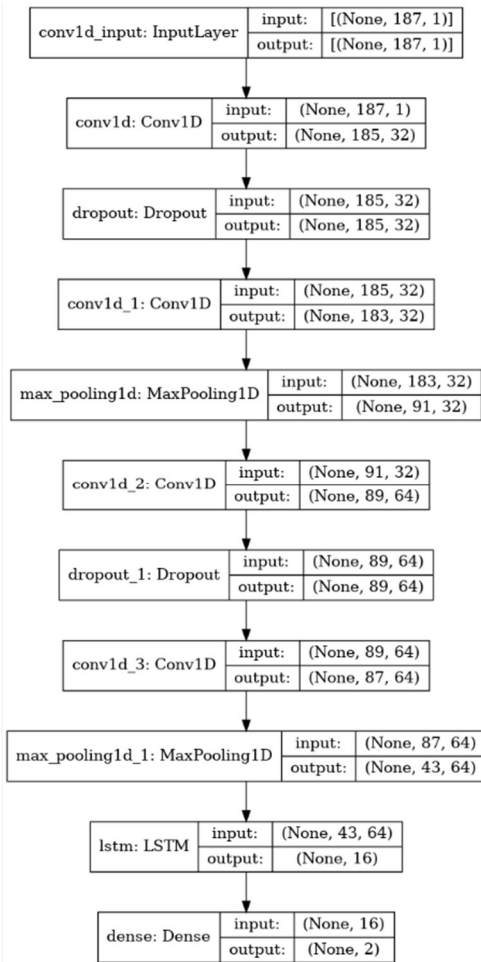 conv1d_input: InputLayer
input: [(None, 187, 1)]
output: [(None, 187, 1)]
conv1d: Conv1D
input: (None, 187, 1)
output: (None, 185, 32)
dropout: Dropout
input: (None, 185, 32)
output: (None, 185, 32)
conv1d_1: Conv1D
input: (None, 185, 32)
output: (None, 183, 32)
max_pooling1d: MaxPooling1D
input: (None, 183, 32)
output: (None, 91, 32)
conv1d_2: Conv1D
input: (None, 91, 32)
output: (None, 89, 64)
dropout_1: Dropout
input: (None, 89, 64)
output: (None, 89, 64)
conv1d_3: Conv1D
input: (None, 89, 64)
output: (None, 87, 64)
max_pooling1d_1: MaxPooling1D
input: (None, 87, 64)
output: (None, 43, 64)
lstm: LSTM
input: (None, 43, 64)
output: (None, 16)
dense: Dense
input: (None, 16)
output: (None, 2)